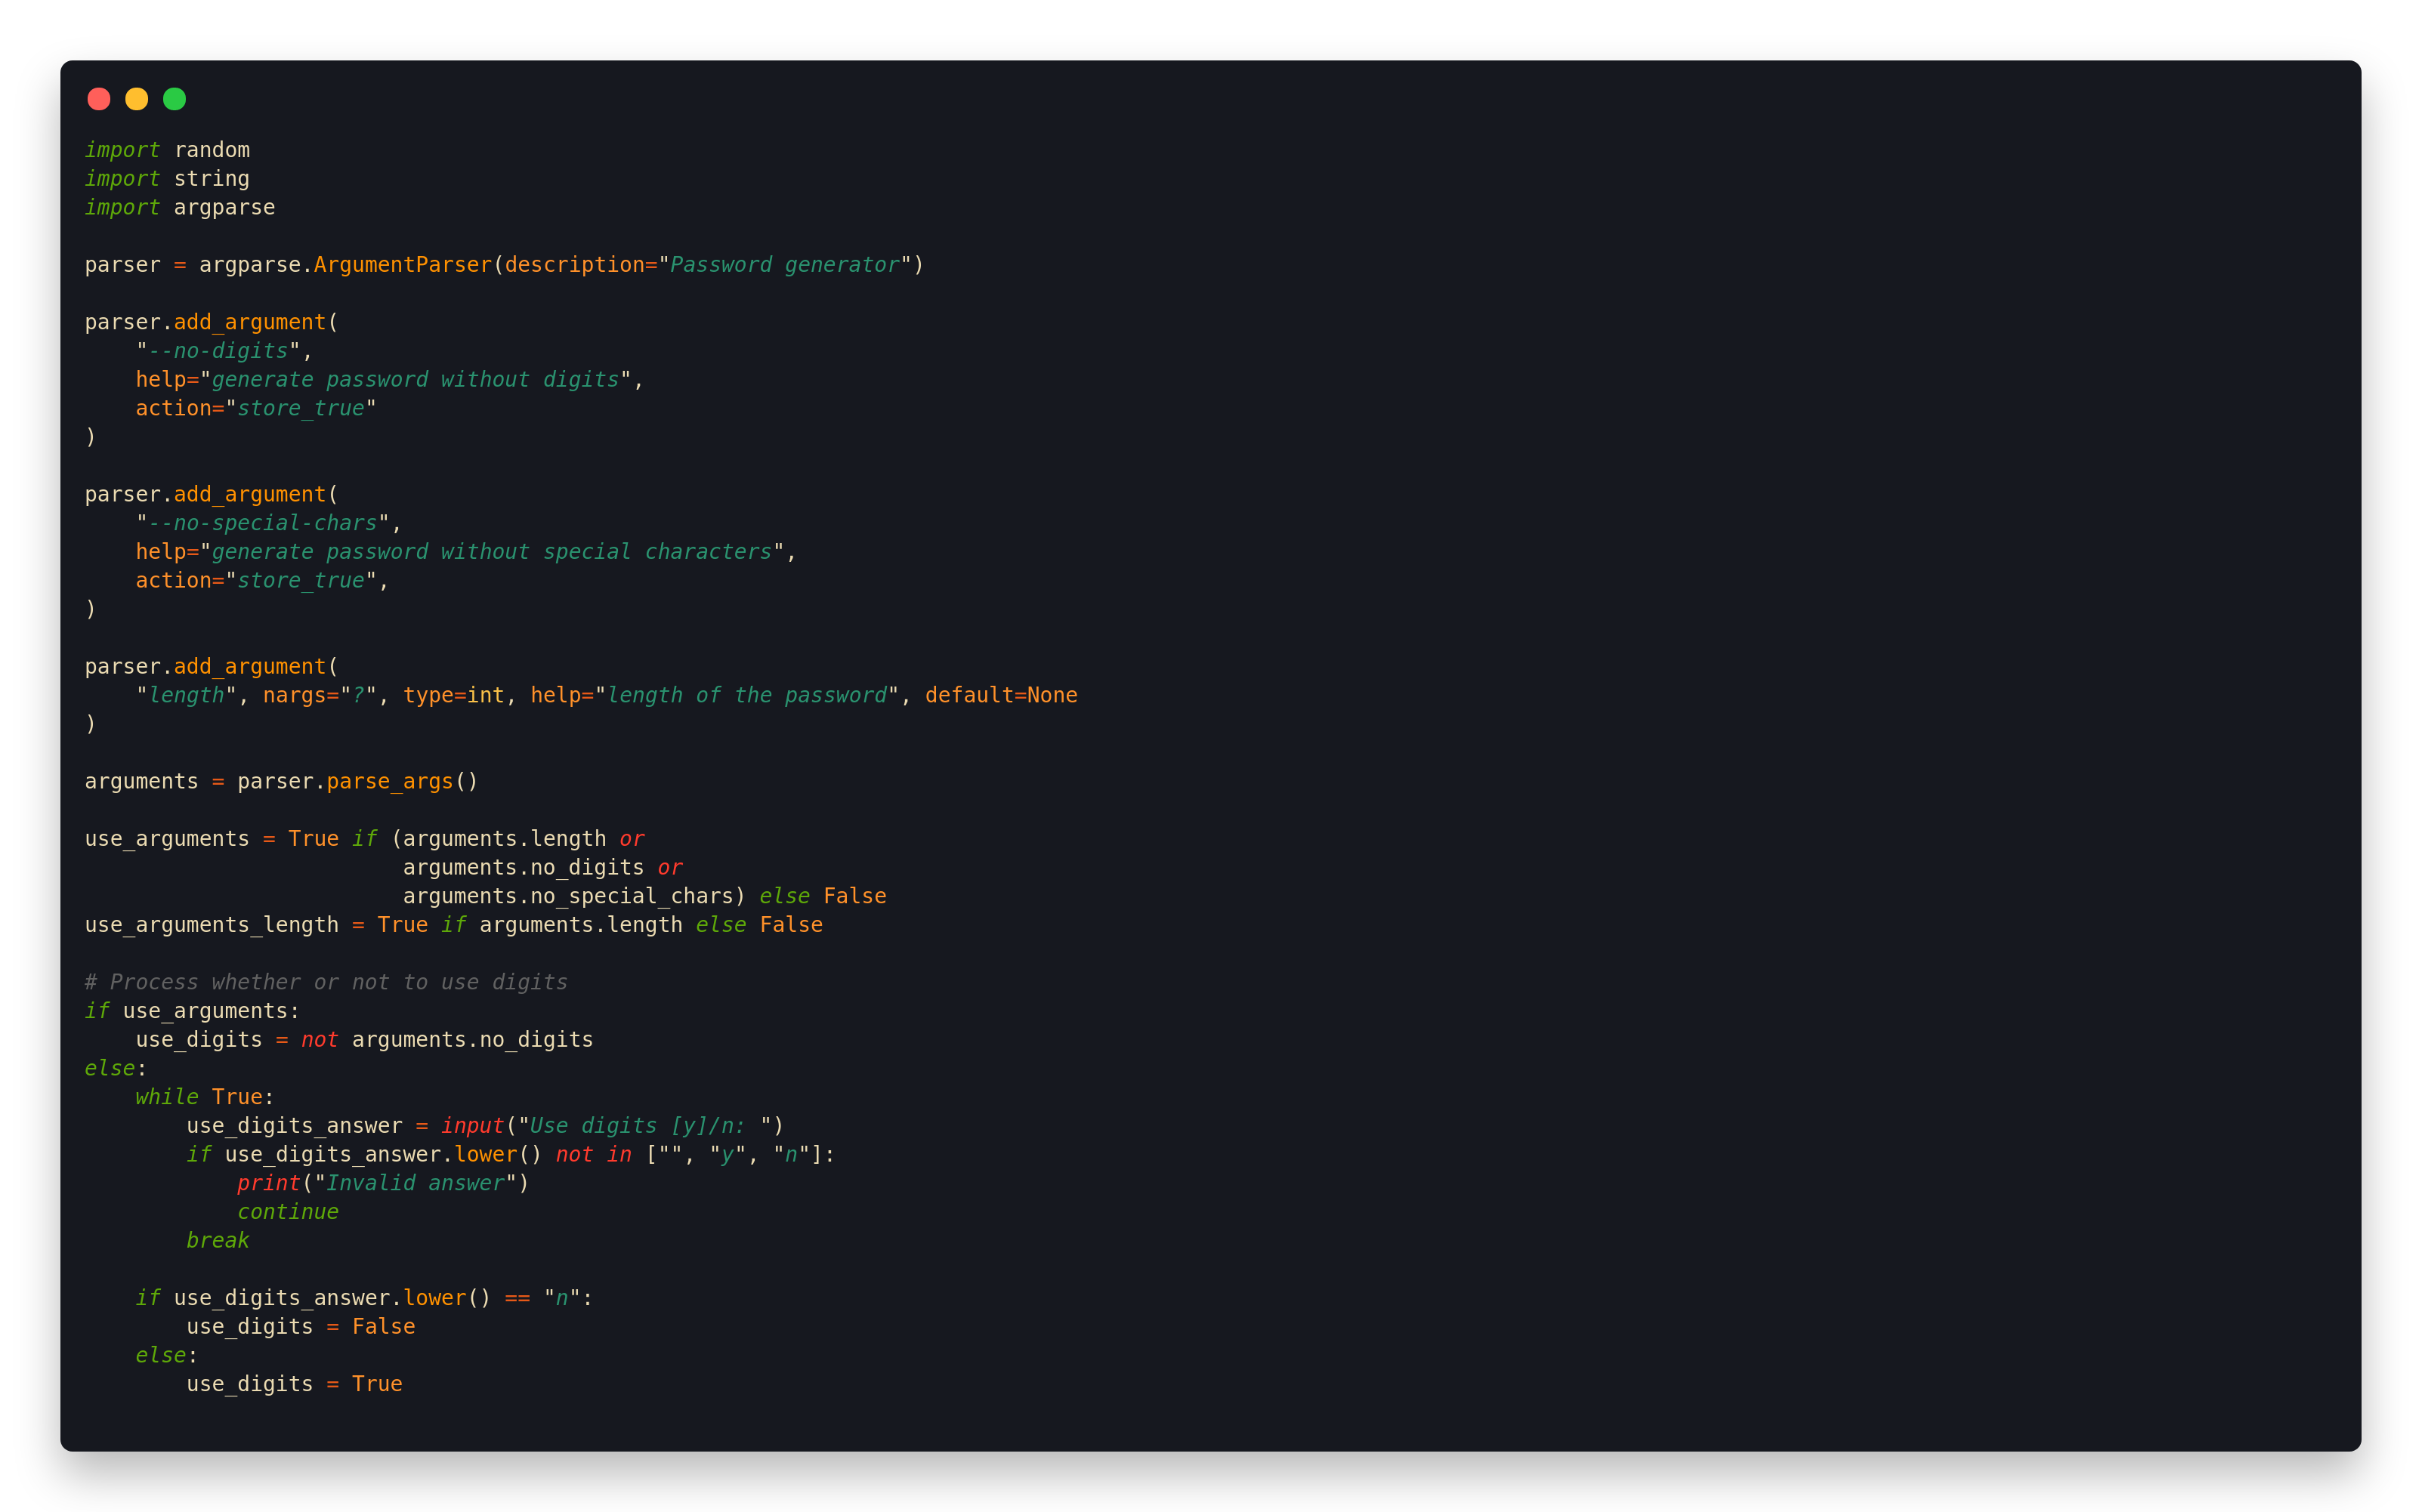 import random
import string
import argparse

parser = argparse.ArgumentParser(description="Password generator")

parser.add_argument(
    "--no-digits",
    help="generate password without digits",
    action="store_true"
)

parser.add_argument(
    "--no-special-chars",
    help="generate password without special characters",
    action="store_true",
)

parser.add_argument(
    "length", nargs="?", type=int, help="length of the password", default=None
)

arguments = parser.parse_args()

use_arguments = True if (arguments.length or
                         arguments.no_digits or
                         arguments.no_special_chars) else False
use_arguments_length = True if arguments.length else False

# Process whether or not to use digits
if use_arguments:
    use_digits = not arguments.no_digits
else:
    while True:
        use_digits_answer = input("Use digits [y]/n: ")
        if use_digits_answer.lower() not in ["", "y", "n"]:
            print("Invalid answer")
            continue
        break

    if use_digits_answer.lower() == "n":
        use_digits = False
    else:
        use_digits = True